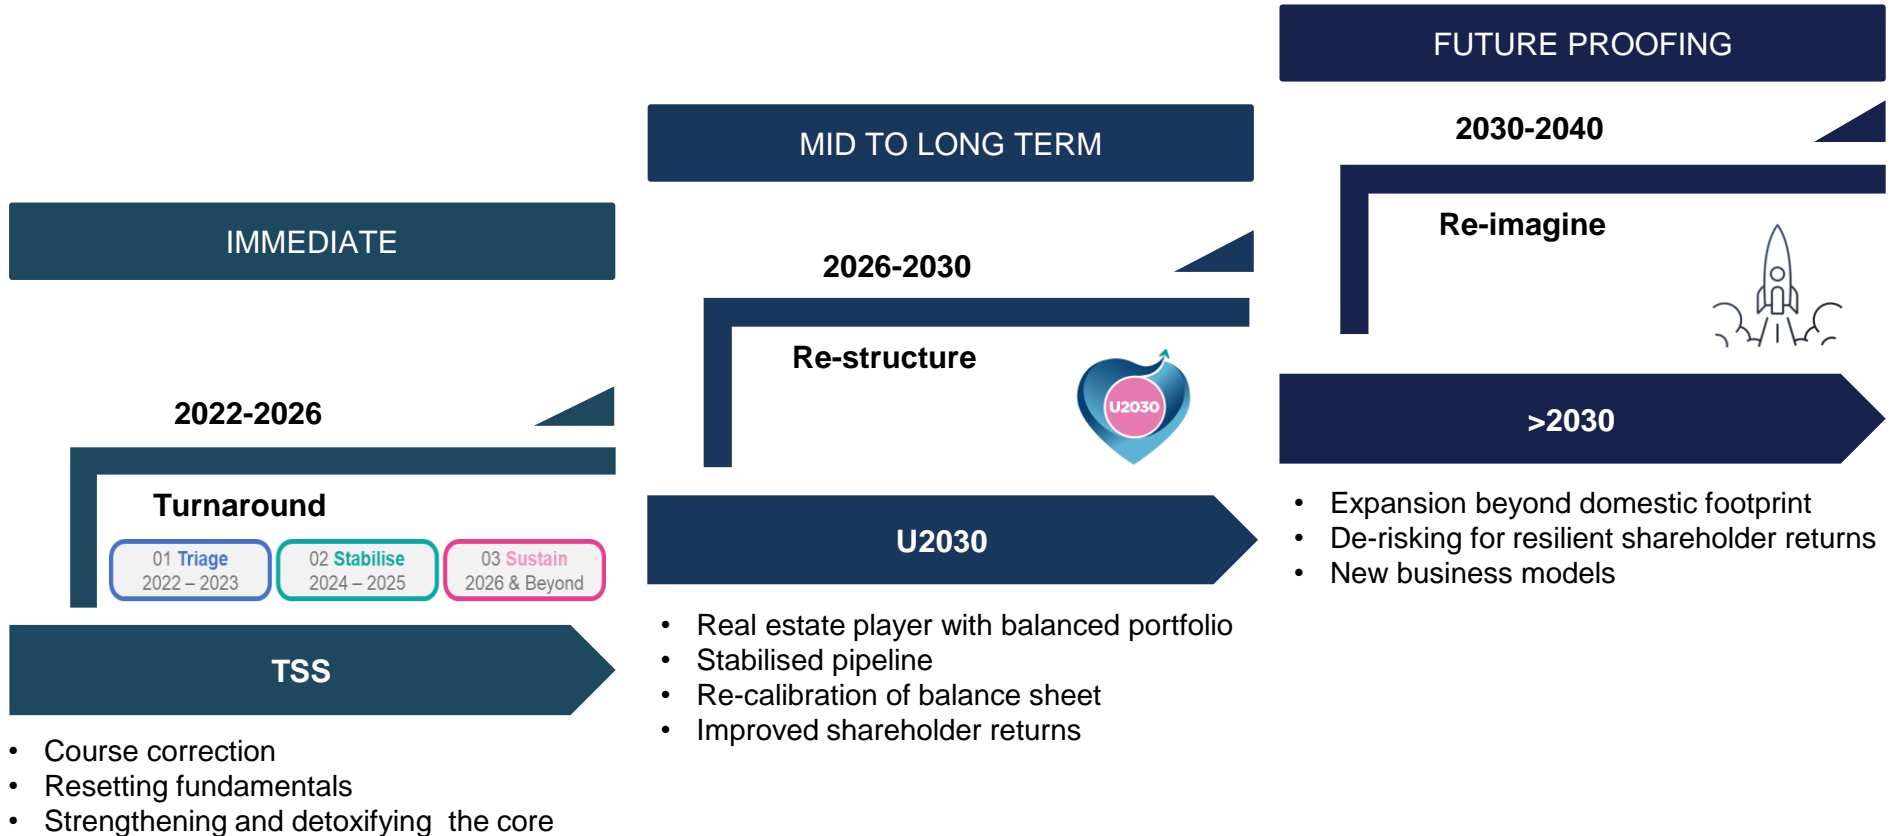 IMMEDIATE
2022-2026
Turnaround
01 Triage
2022 – 2023
02 Stabilise
2024 – 2025
03 Sustain
2026 & Beyond
TSS
• Course correction
• Resetting fundamentals
• Strengthening and detoxifying  the core
MID TO LONG TERM
2026-2030
Re-structure
U2030
U2030
• Real estate player with balanced portfolio
• Stabilised pipeline
• Re-calibration of balance sheet
• Improved shareholder returns
FUTURE PROOFING
2030-2040
Re-imagine
>2030
• Expansion beyond domestic footprint
• De-risking for resilient shareholder returns
• New business models